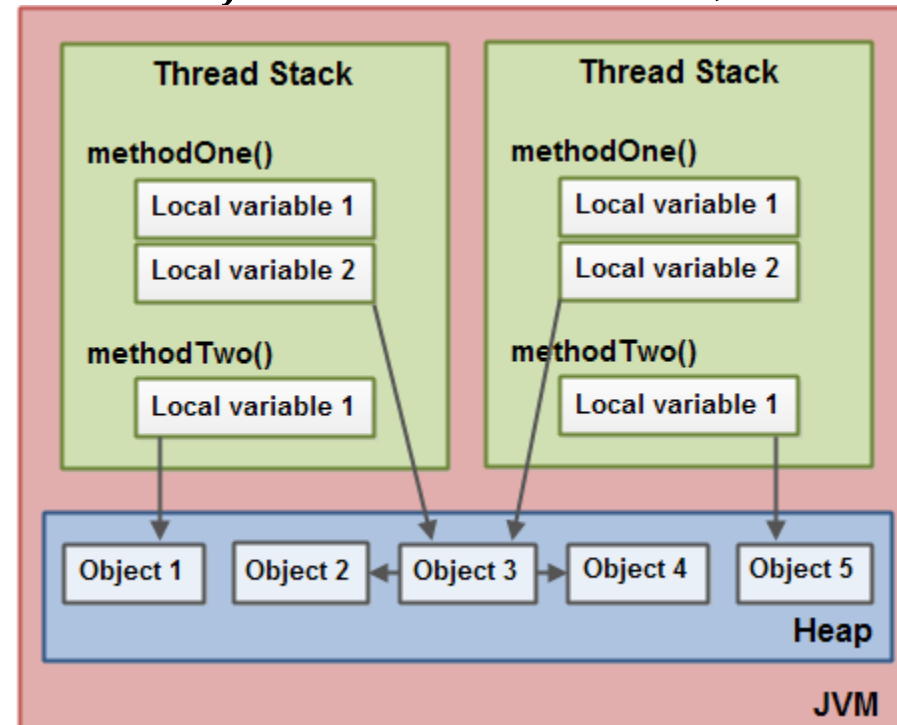 Thread Stack
methodOne()
Local variable 1
Local variable 2
methodTwo()
Local variable 1
Thread Stack
methodOne()
Local variable 1
Local variable 2
methodTwo()
Local variable 1
Object 1
Object 2
Object 3
Object 4
Object 5
Heap
JVM